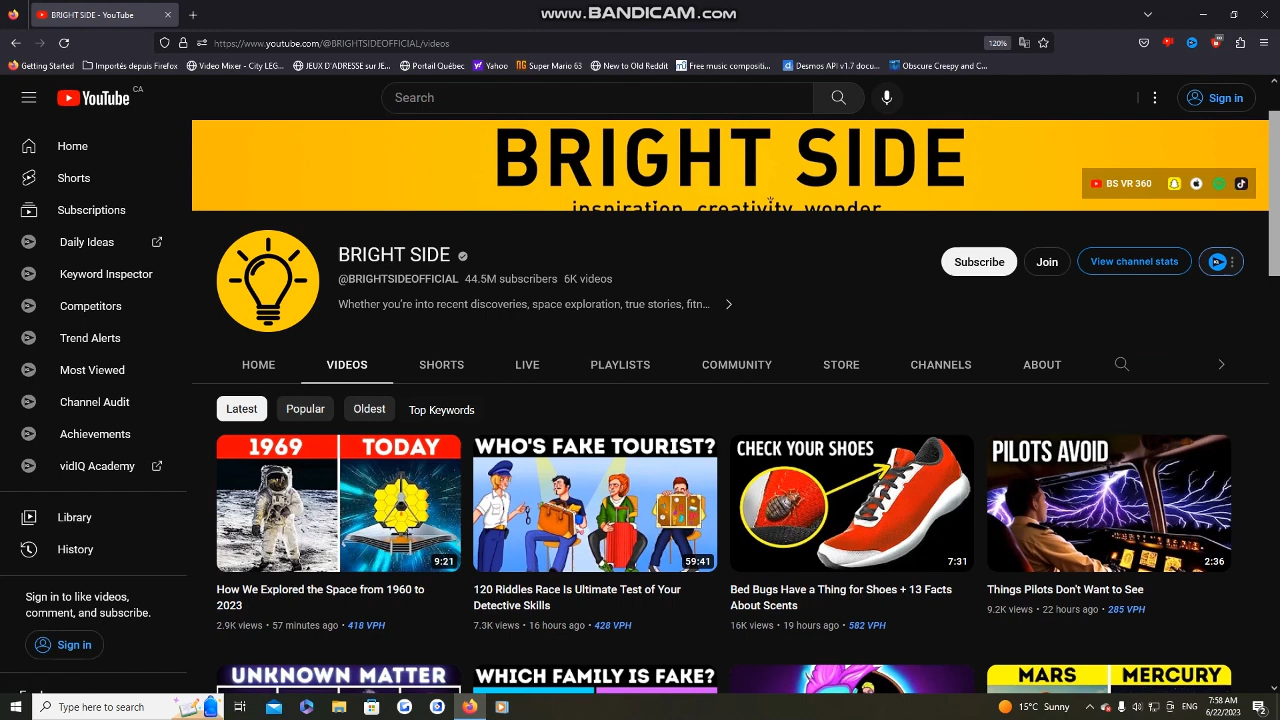 www.BANDICAM.com
BRIGHT SIDE - YouTube
https://www.youtube.com/@BRIGHTSIDEOFFICIAL/videos
120%
Getting Started
Importés depuis Firefox
Video Mixer - City LEG...
JEUX D'ADRESSE sur JE...
Portail Québec
Yahoo
Super Mario 63
New to Old Reddit
Free music compositi...
Desmos API v1.7 docu...
Obscure Creepy and C...
YouTube CA
Search
Sign in
Home
Shorts
Subscriptions
Daily Ideas
Keyword Inspector
Competitors
Trend Alerts
Most Viewed
Channel Audit
Achievements
vidIQ Academy
Library
History
Sign in to like videos,
comment, and subscribe.
Sign in
BRIGHT SIDE
inspiration creativity wonder
BS VR 360
BRIGHT SIDE
@BRIGHTSIDEOFFICIAL 44.5M subscribers 6K videos
Whether you're into recent discoveries, space exploration, true stories, fitn...
Subscribe
Join
View channel stats
HOME
VIDEOS
SHORTS
LIVE
PLAYLISTS
COMMUNITY
STORE
CHANNELS
ABOUT
Latest
Popular
Oldest
Top Keywords
1969
TODAY
9:21
How We Explored the Space from 1960 to
2023
2.9K views • 57 minutes ago • 418 VPH
WHO'S FAKE TOURIST?
59:41
120 Riddles Race Is Ultimate Test of Your
Detective Skills
7.3K views • 16 hours ago • 428 VPH
CHECK YOUR SHOES
7:31
Bed Bugs Have a Thing for Shoes + 13 Facts
About Scents
16K views • 19 hours ago • 582 VPH
PILOTS AVOID
2:36
Things Pilots Don't Want to See
9.2K views • 22 hours ago • 285 VPH
UNKNOWN MATTER
WHICH FAMILY IS FAKE?
MARS
MERCURY
Type here to search
15°C Sunny
7:58 AM
6/22/2023